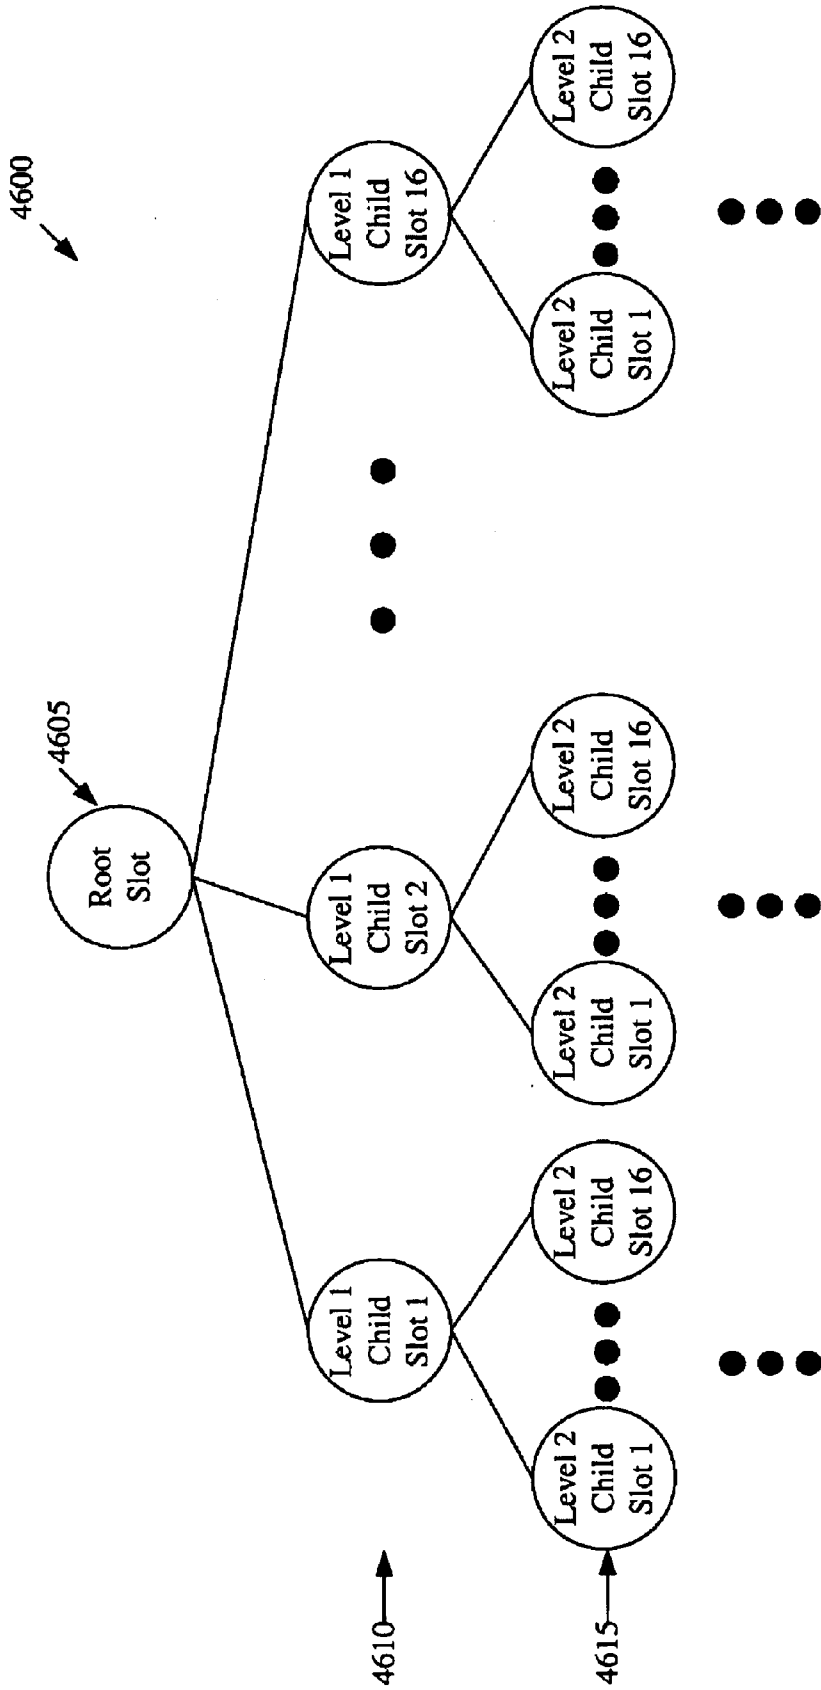 4600
4605
Root
Slot
4610
Level 1
Child
Slot 1
Level 1
Child
Slot 2
Level 1
Child
Slot 16
4615
Level 2
Child
Slot 1
Level 2
Child
Slot 16
Level 2
Child
Slot 1
Level 2
Child
Slot 16
Level 2
Child
Slot 1
Level 2
Child
Slot 16